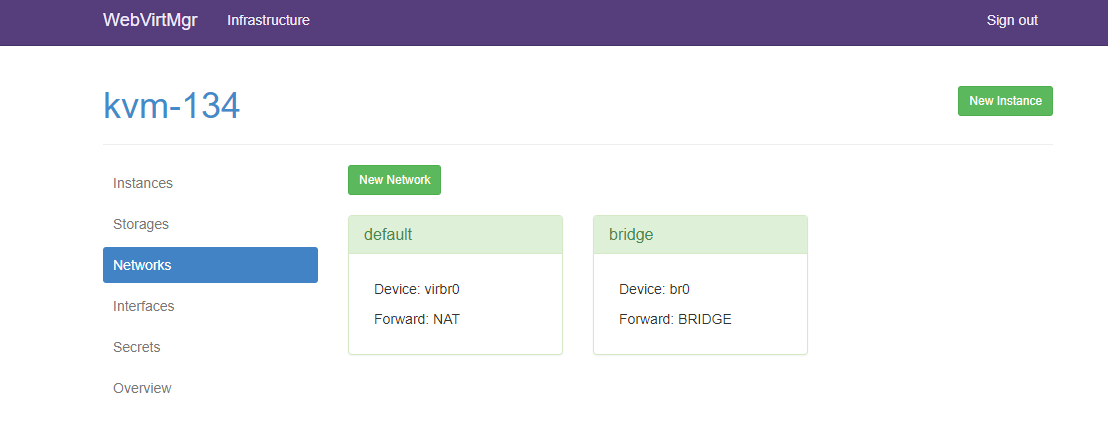 WebVirtMgr Infrastructure Sign out
kvm-134
New Instance
Instances
Storages
Networks
Interfaces
Secrets
Overview
New Network
default
Device: virbr0
Forward: NAT
bridge
Device: br0
Forward: BRIDGE